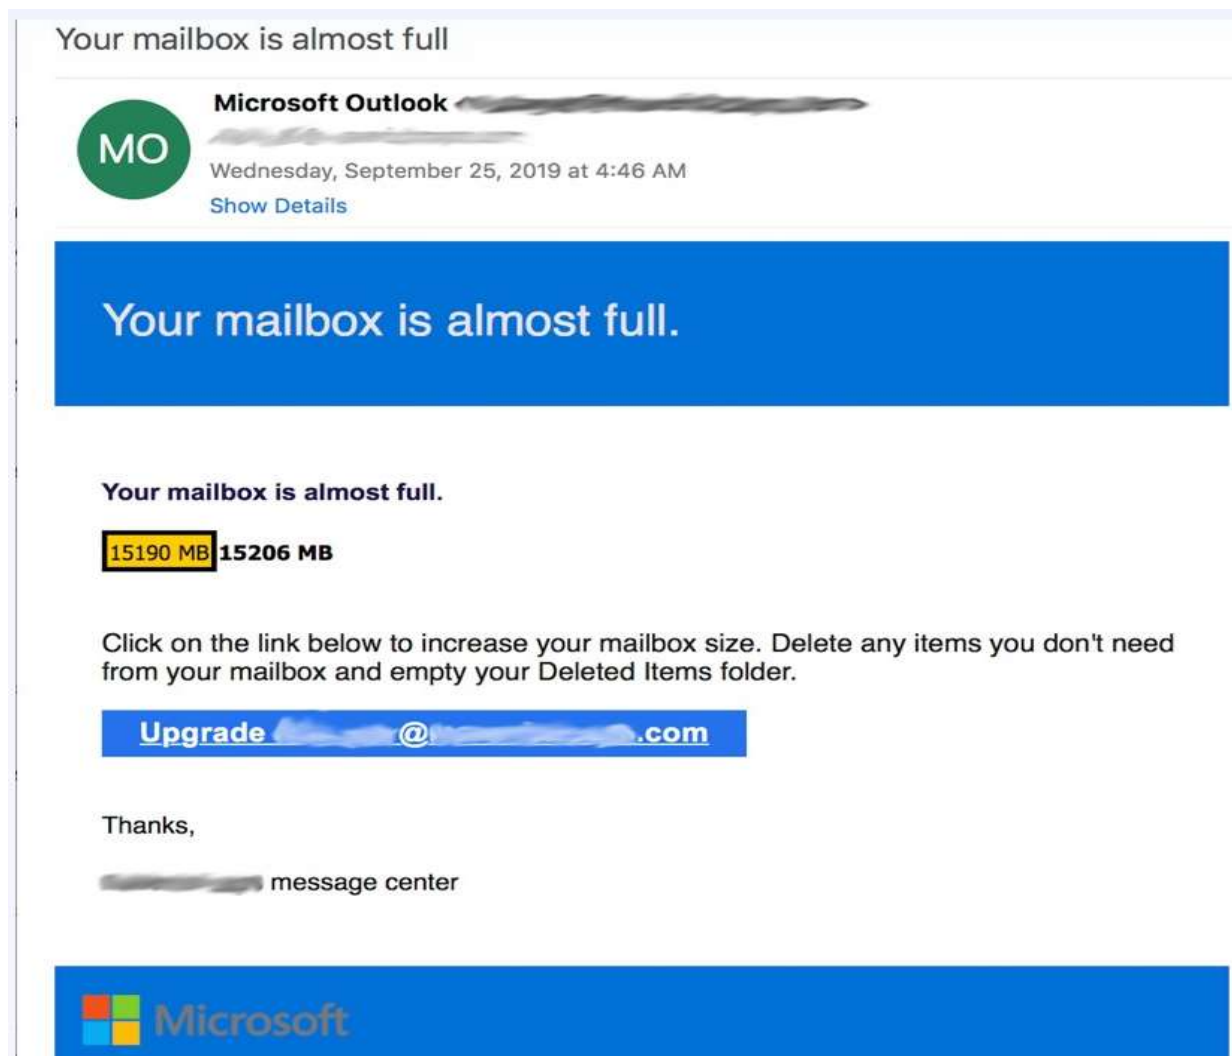 Your mailbox is almost full
Microsoft Outlook
MO
Wednesday, September 25, 2019 at 4:46 AM
Show Details
Your mailbox is almost full.
Your mailbox is almost full.
15190 MB 15206 MB
Click on the link below to increase your mailbox size. Delete any items you don't need
from your mailbox and empty your Deleted Items folder.
Upgrade @ .com
Thanks,
message center
Microsoft